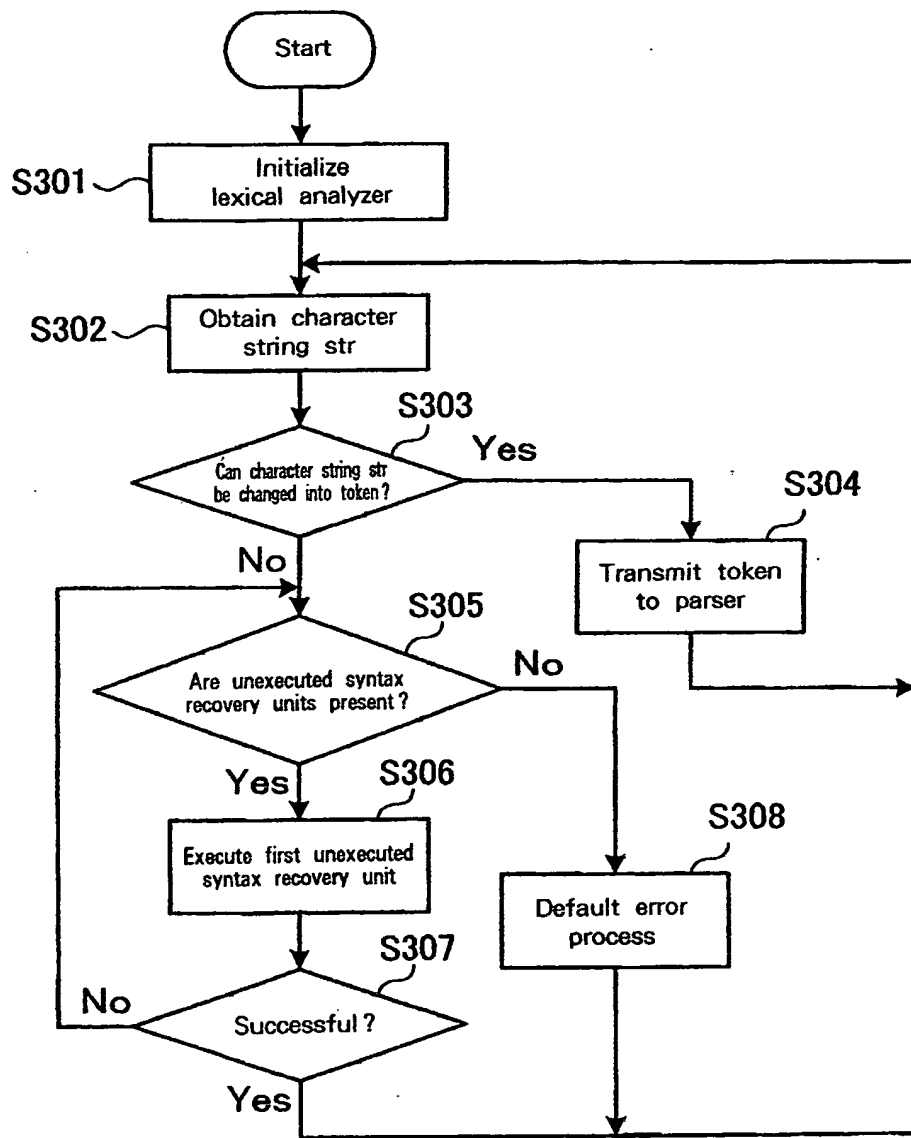 Start
S301
Initialize
lexical analyzer
S302
Obtain character
string str
S303
Can character string str
be changed into token?
Yes
S304
Transmit token
to parser
No
S305
Are unexecuted syntax
recovery units present?
No
Yes
S306
Execute first unexecuted
syntax recovery unit
S308
Default error
process
S307
No
Successful?
Yes